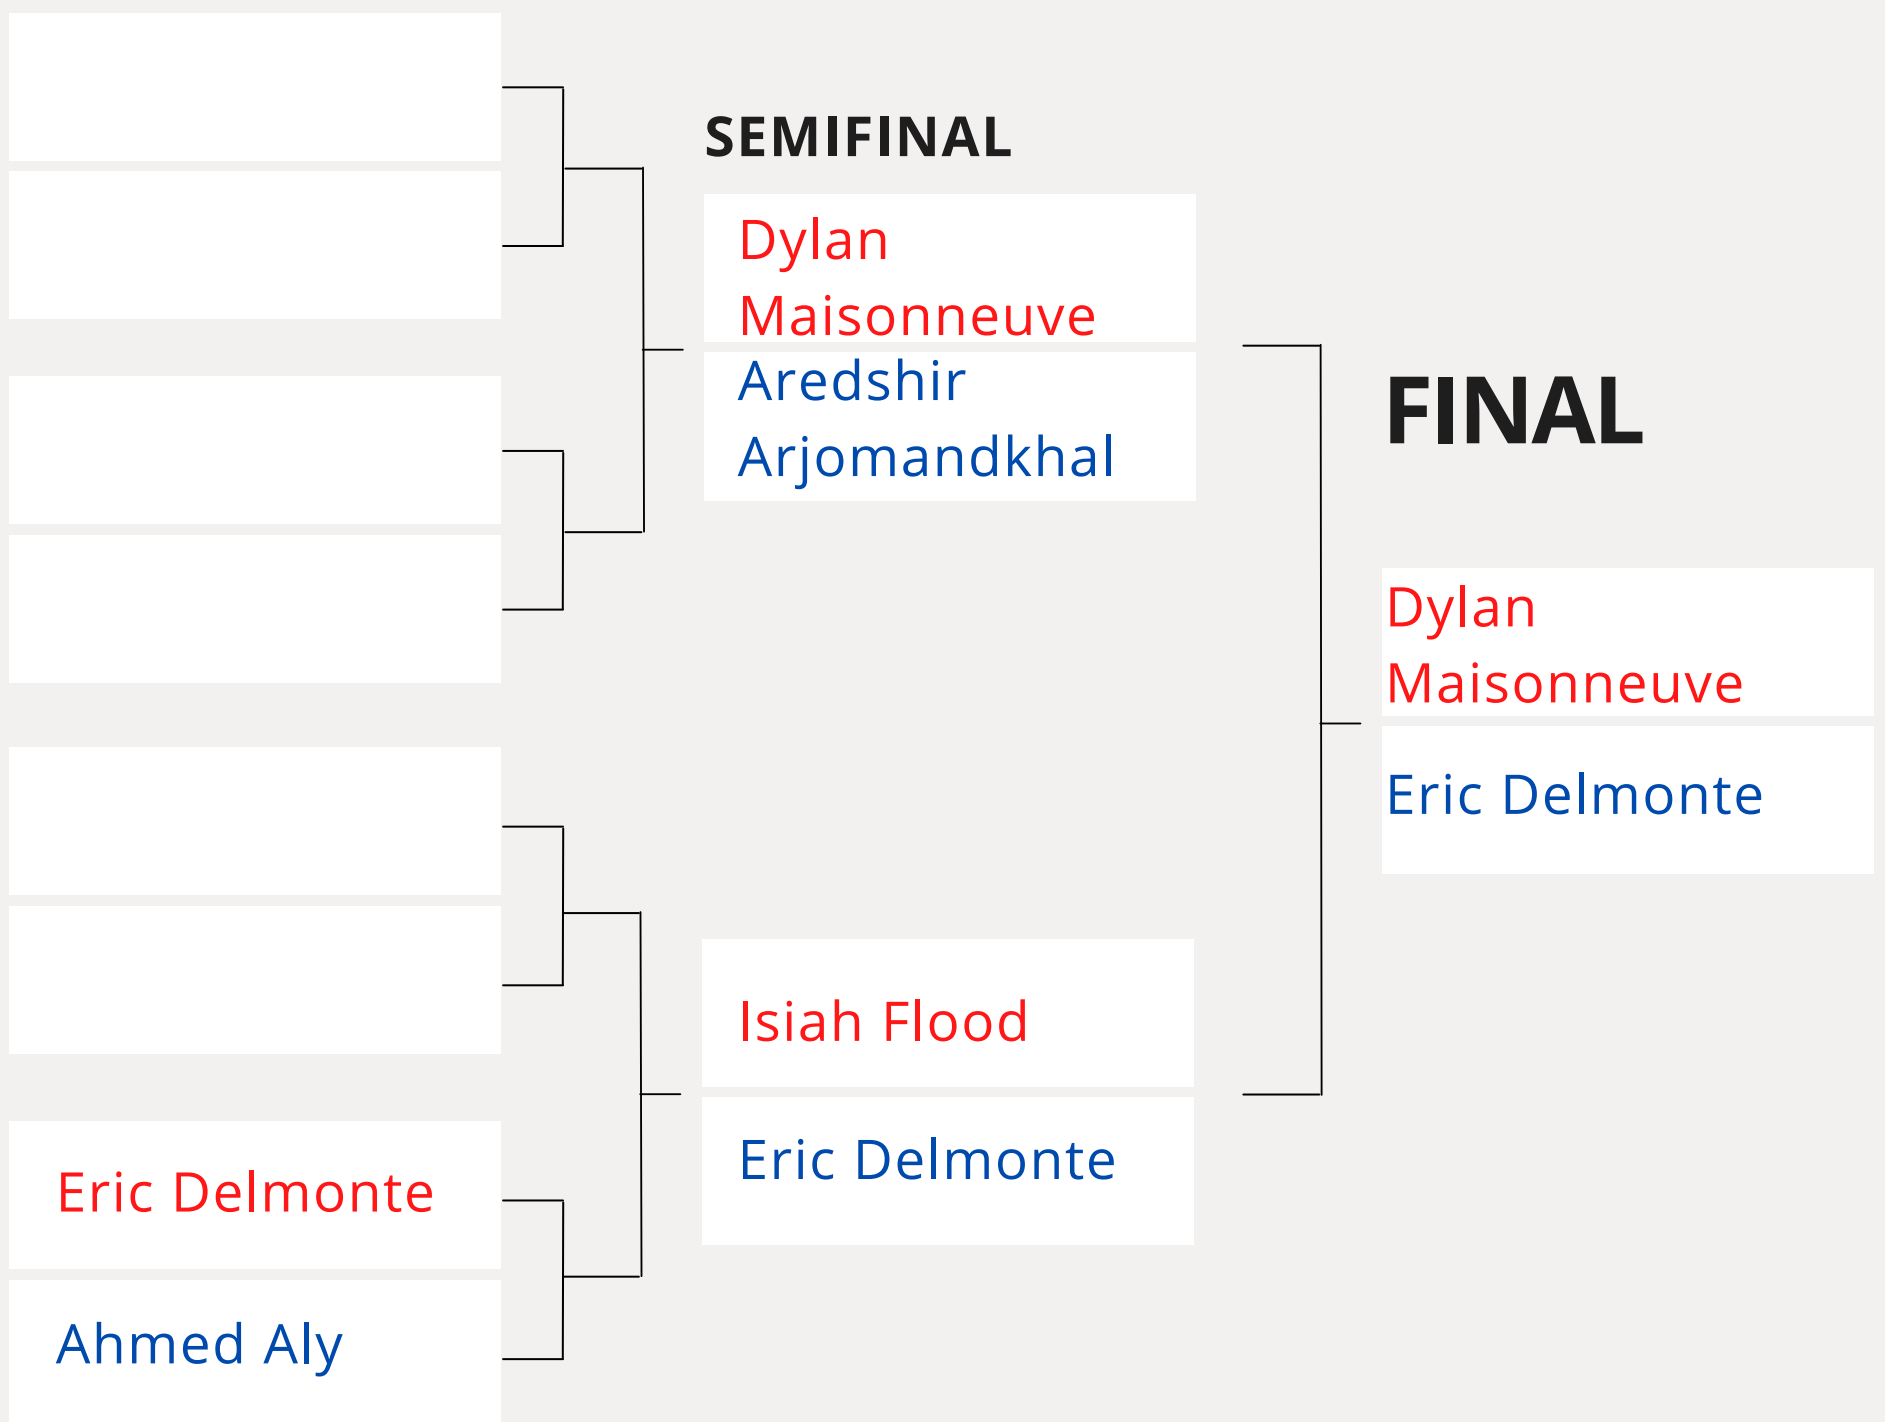 SEMIFINAL
Dylan
Maisonneuve
Aredshir
Arjomandkhal
FINAL
Dylan
Maisonneuve
Eric Delmonte
Isiah Flood
Eric Delmonte
Eric Delmonte
Ahmed Aly